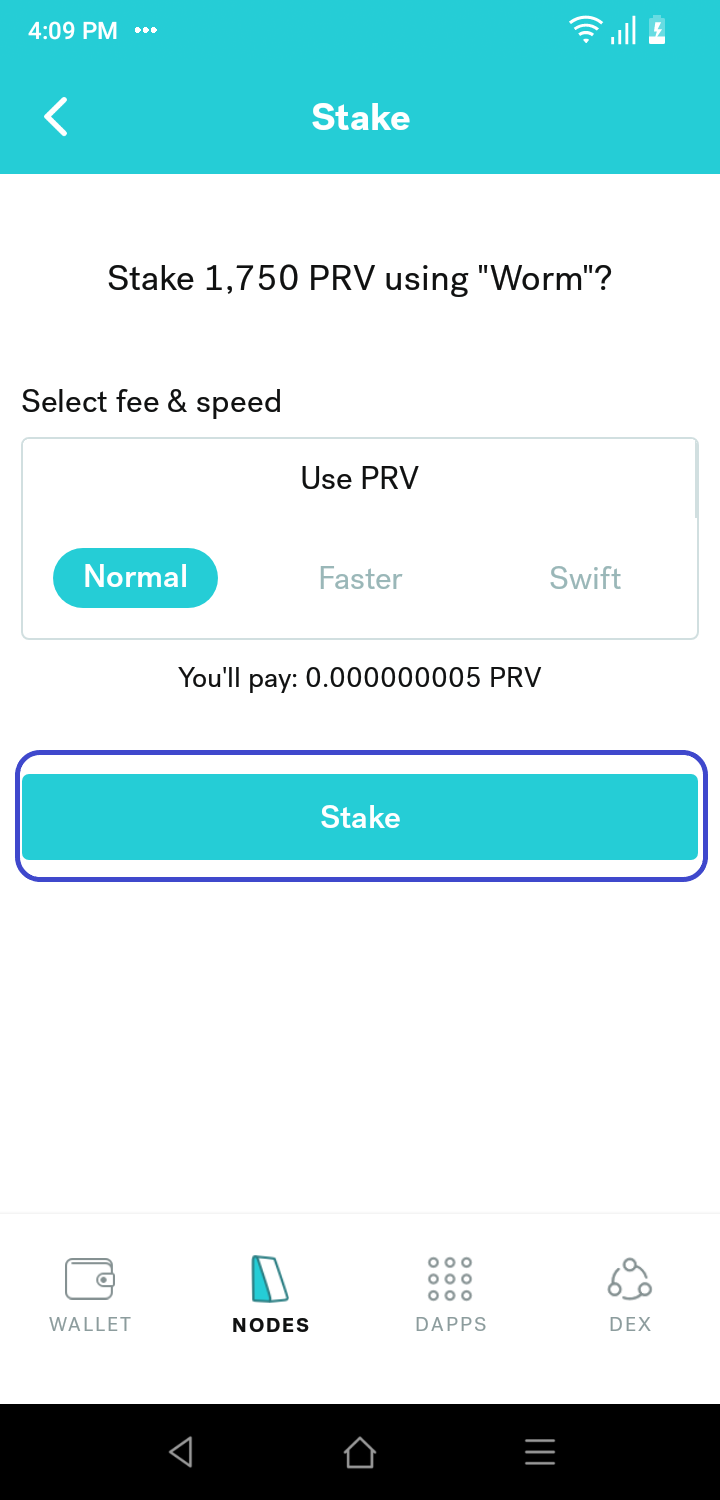 4:09 PM
Stake
Stake 1,750 PRV using "Worm"?
Select fee & speed
Use PRV
Normal Faster Swift
You'll pay: 0.000000005 PRV
Stake
WALLET NODES DAPPS DEX